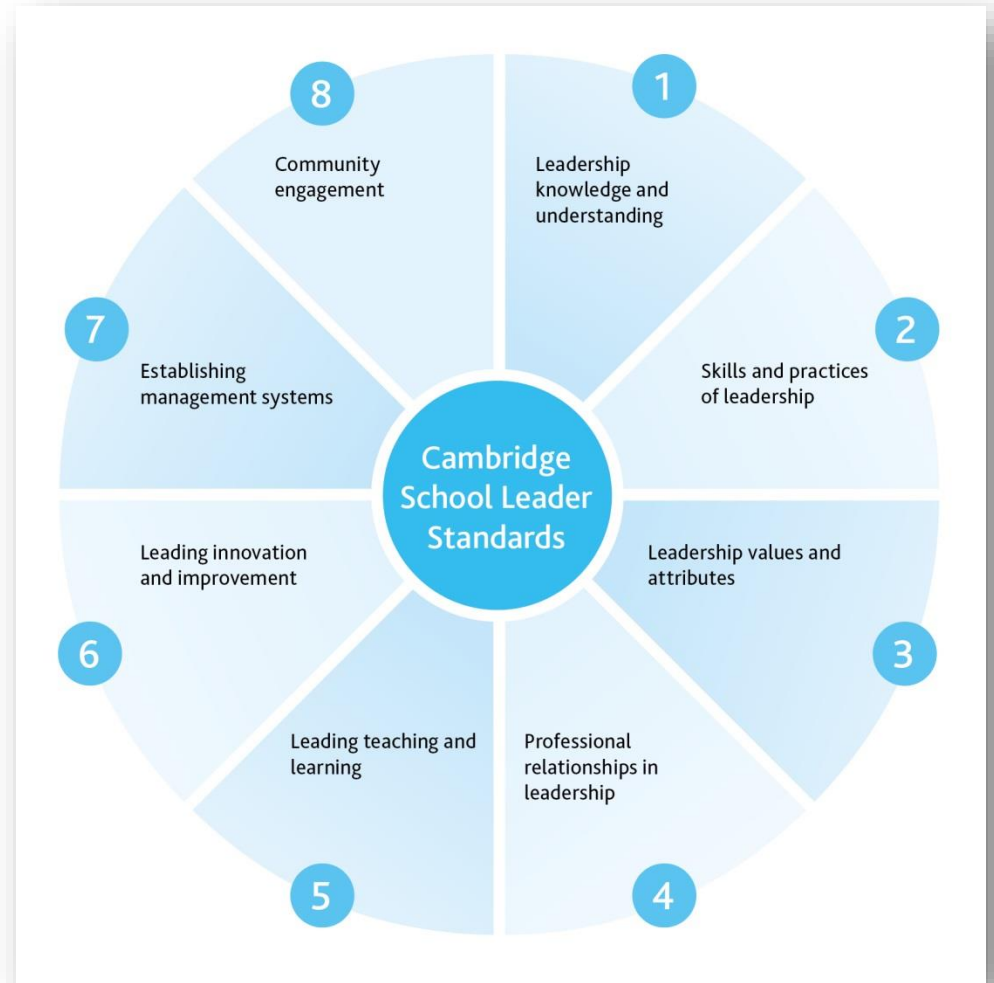 Cambridge
School Leader
Standards
1
Leadership
knowledge and
understanding
2
Skills and practices
of leadership
3
Leadership values and
attributes
4
Professional
relationships in
leadership
5
Leading teaching and
learning
6
Leading innovation
and improvement
7
Establishing
management systems
8
Community
engagement